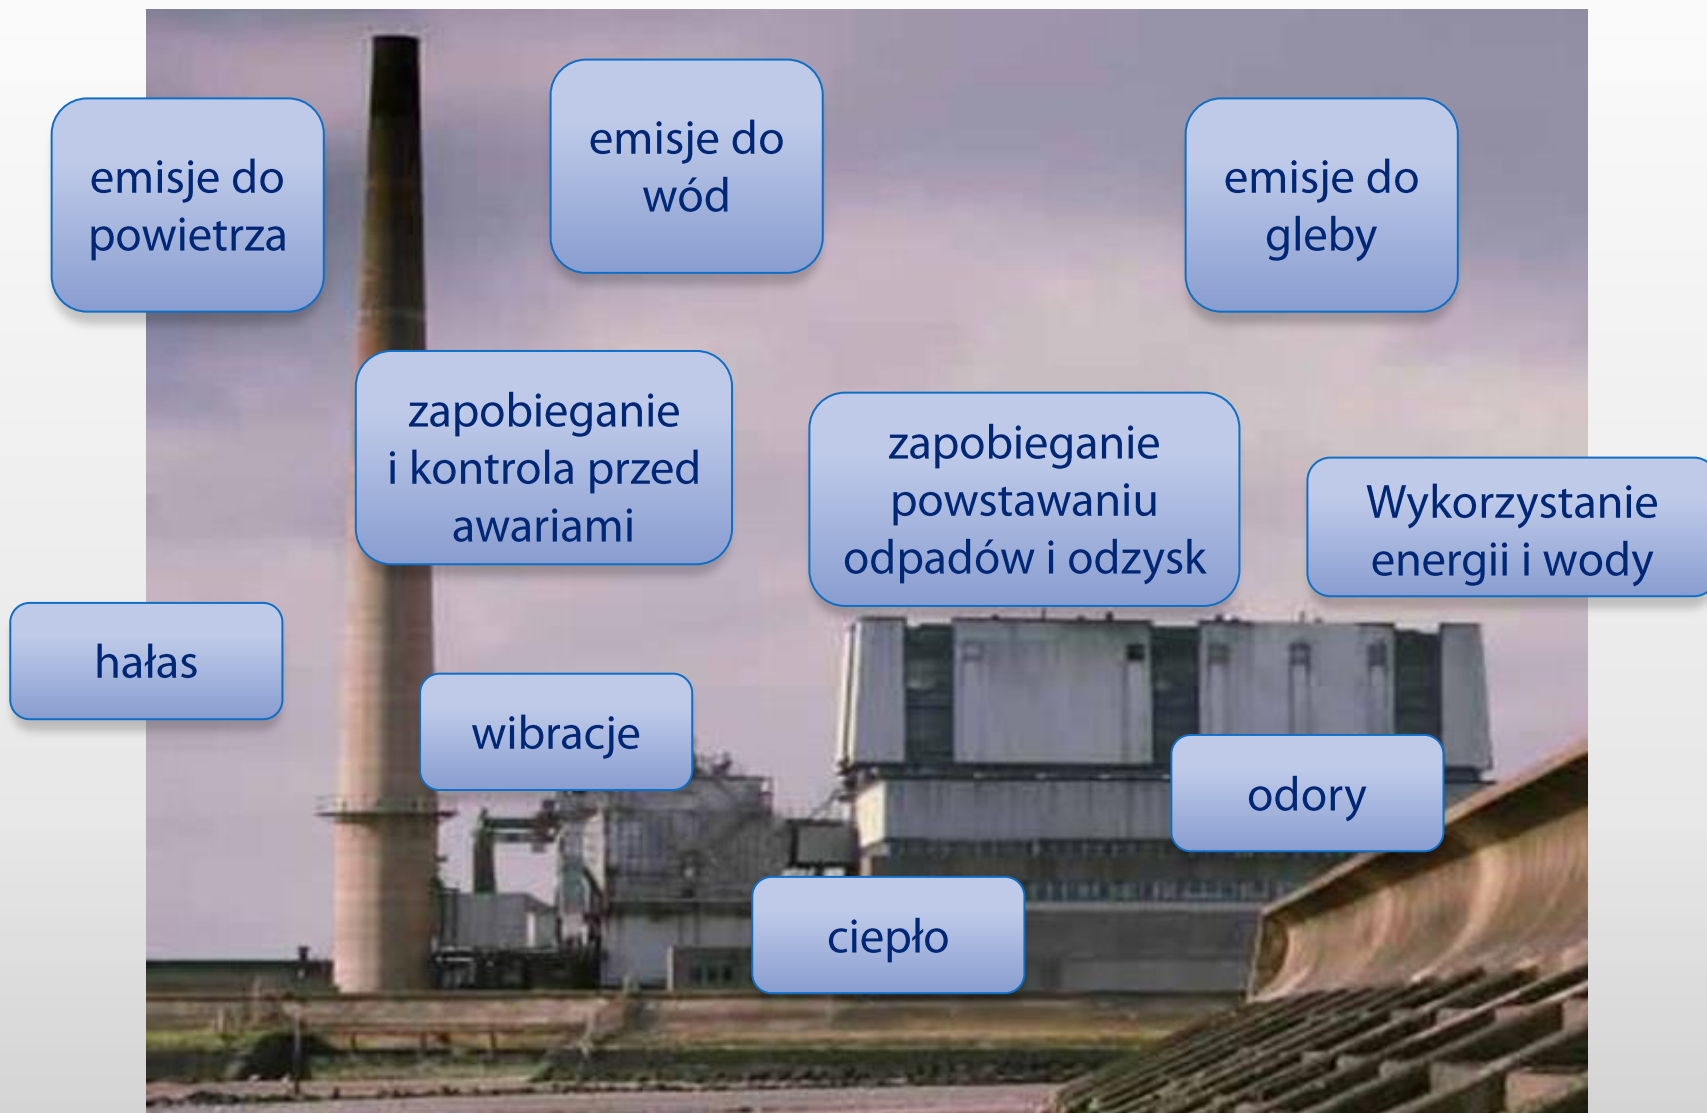 emisje do
powietrza
emisje do
wód
emisje do
gleby
zapobieganie
i kontrola przed
awariami
zapobieganie
powstawaniu
odpadów i odzysk
Wykorzystanie
energii i wody
hałas
wibracje
odory
ciepło